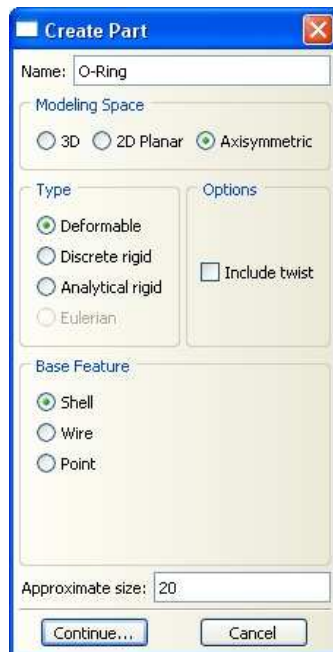 Create Part
Name: O-Ring
Modeling Space
3D 2D Planar Axisymmetric
Type
Deformable
Discrete rigid
Analytical rigid
Eulerian
Options
Include twist
Base Feature
Shell
Wire
Point
Approximate size: 20
Continue... Cancel